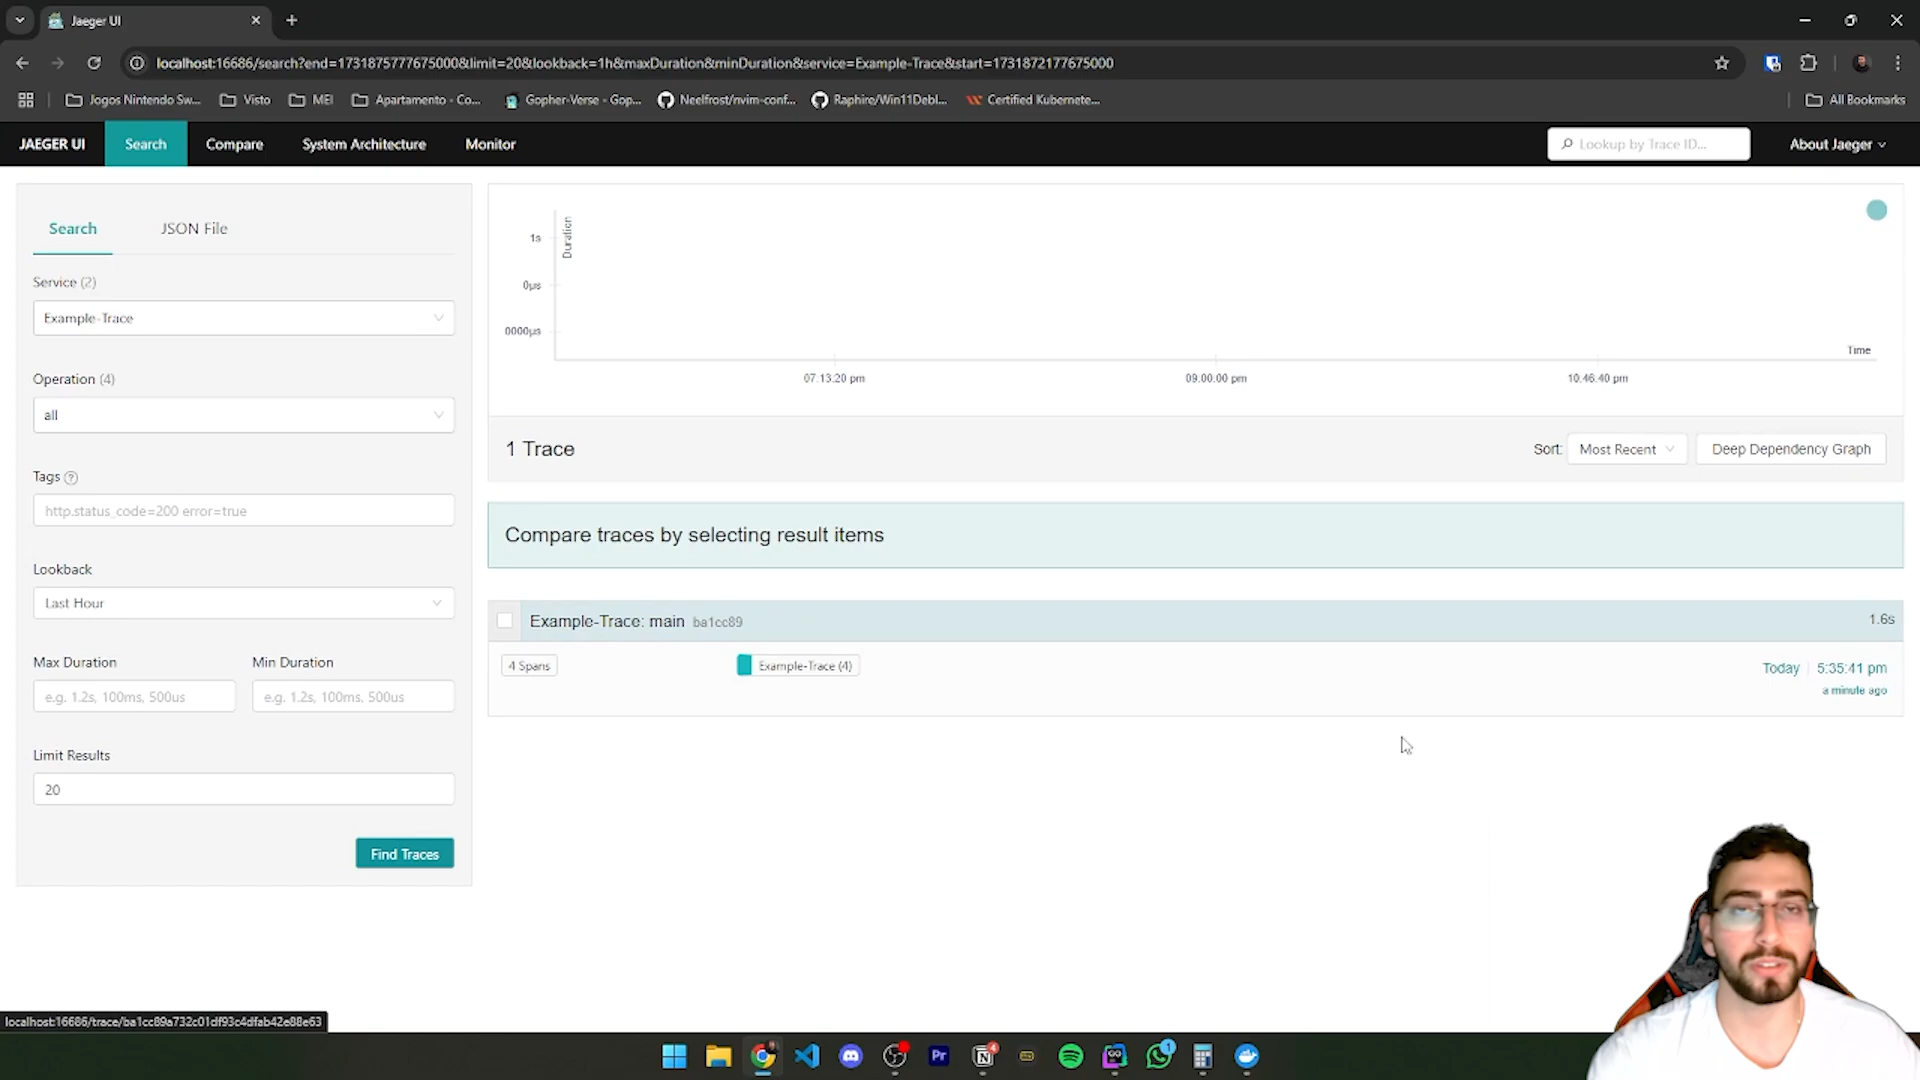 Jaeger UI
localhost:16686/search?end=1731875777675000&limit=20&lookback=1h&maxDuration&minDuration&service=Example-Trace&start=1731872177675000
Jogos Nintendo Sw... Visto MEI Apartamento - Co... Gopher-Verse - Gop... Neelfrost/nvim-conf... Raphire/Win11Debl... Certified Kubernete... All Bookmarks
JAEGER UI Search Compare System Architecture Monitor Lookup by Trace ID... About Jaeger
Search JSON File
Service (2)
Example-Trace
Operation (4)
all
Tags ?
http.status_code=200 error=true
Lookback
Last Hour
Max Duration Min Duration
e.g. 1.2s, 100ms, 500us e.g. 1.2s, 100ms, 500us
Limit Results
20
Find Traces
Duration
1s
0µs
0000µs
Time
07:13:20 pm 09:00:00 pm 10:46:40 pm
1 Trace
Sort: Most Recent Deep Dependency Graph
Compare traces by selecting result items
Example-Trace: main ba1cc89 1.6s
4 Spans Example-Trace (4) Today 5:35:41 pm
a minute ago
localhost:16686/trace/ba1cc89a732c01df93c4dfab42e88e63
Pr
4
1